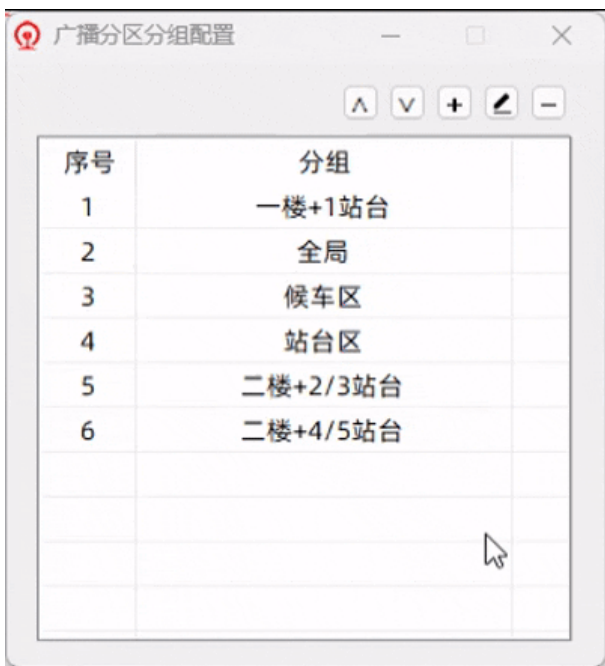 广播分区分组配置
序号 分组
1 一楼+1站台
2 全局
3 候车区
4 站台区
5 二楼+2/3站台
6 二楼+4/5站台